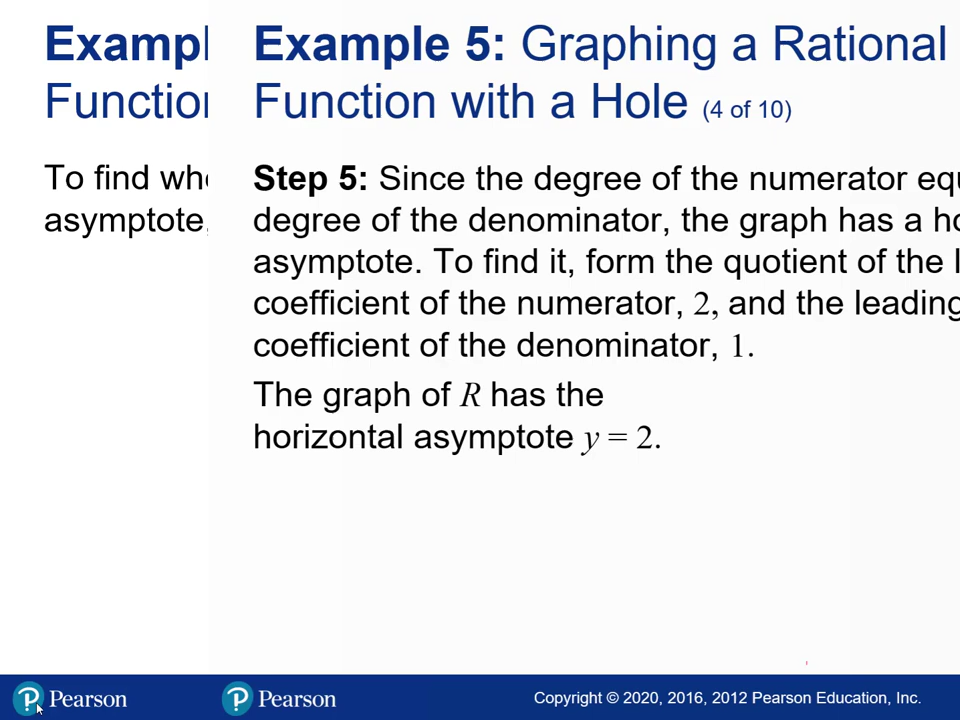 Exampl
Function
To find wh
asymptote,
Example 5: Graphing a Rational
Function with a Hole (4 of 10)
Step 5: Since the degree of the numerator equ
degree of the denominator, the graph has a ho
asymptote. To find it, form the quotient of the l
coefficient of the numerator, 2, and the leading
coefficient of the denominator, 1.
The graph of R has the
horizontal asymptote y = 2.
Pearson
Pearson
Copyright © 2020, 2016, 2012 Pearson Education, Inc.